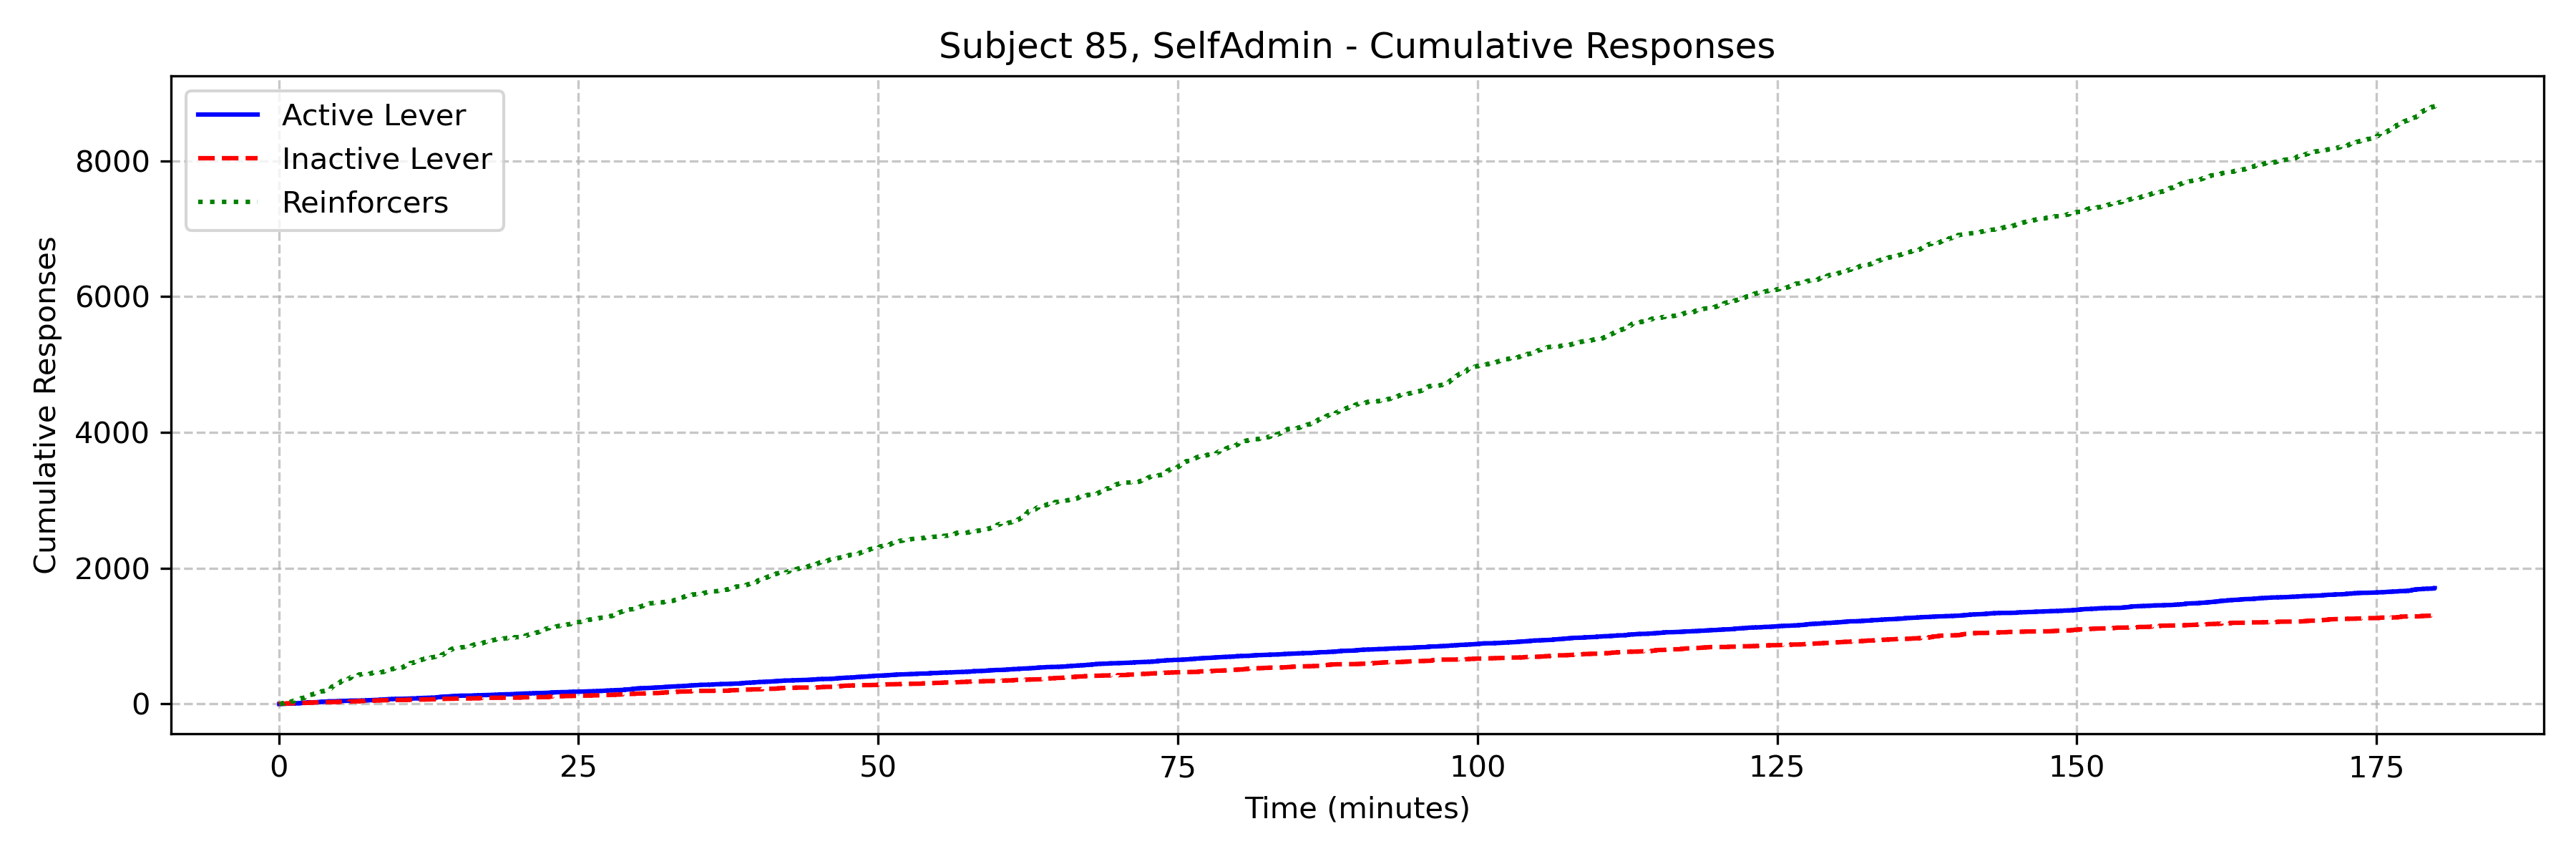 Subject 85, SelfAdmin - Cumulative Responses
Active Lever
Inactive Lever
Reinforcers
Cumulative Responses
8000
6000
4000
2000
0
0 25 50 75 100 125 150 175
Time (minutes)